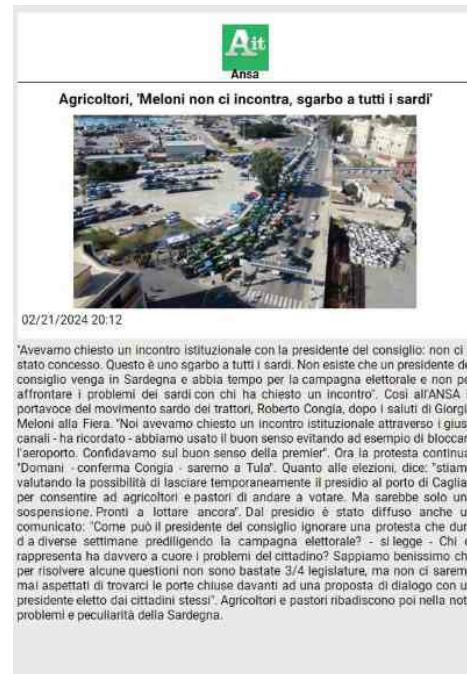 Ait
Ansa
Agricoltori, 'Meloni non ci incontra, sgarbo a tutti i sardi'
02/21/2024 20:12
"Avevamo chiesto un incontro istituzionale con la presidente del consiglio: non ci
stato concesso. Questo è uno sgarbo a tutti i sardi. Non esiste che un presidente de
consiglio venga in Sardegna e abbia tempo per la campagna elettorale e non pe
affrontare i problemi dei sardi con chi ha chiesto un incontro". Così all'ANSA i
portavoce del movimento sardo dei trattori, Roberto Congia, dopo i saluti di Giorgi
Meloni alla Fiera. "Noi avevamo chiesto un incontro istituzionale attraverso i gius
canali - ha ricordato - abbiamo usato il buon senso evitando ad esempio di bloccar
l'aeroporto. Confidavamo sul buon senso della premier". Ora la protesta continua
"Domani - conferma Congia - saremo a Tula". Quanto alle elezioni, dice: "stiam
valutando la possibilità di lasciare temporaneamente il presidio al porto di Caglia
per consentire ad agricoltori e pastori di andare a votare. Ma sarebbe solo un
sospensione. Pronti a lottare ancora". Dal presidio è stato diffuso anche u
comunicato: "Come può il presidente del consiglio ignorare una protesta che dur
d a diverse settimane prediligendo la campagna elettorale? - si legge - Chi c
rappresenta ha davvero a cuore i problemi del cittadino? Sappiamo benissimo ch
per risolvere alcune questioni non sono bastate 3/4 legislature, ma non ci sarem
mai aspettati di trovarci le porte chiuse davanti ad una proposta di dialogo con u
presidente eletto dai cittadini stessi". Agricoltori e pastori ribadiscono poi nella not
problemi e peculiarità della Sardegna.